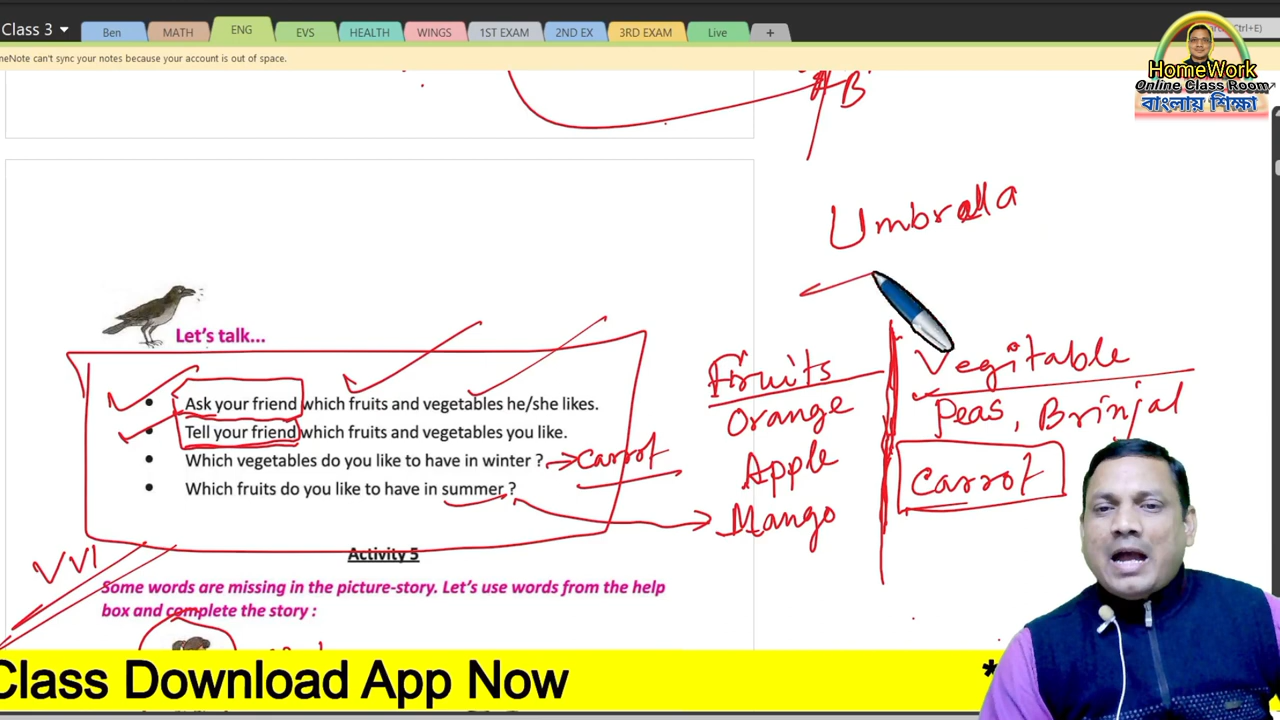 Class 3
Ben
MATH
ENG
EVS
HEALTH
WINGS
1ST EXAM
2ND EX
3RD EXAM
Live
+
Ctrl+E)
neNote can't sync your notes because your account is out of space.
HomeWork
Online Class Room
বাংলায় শিক্ষা
B
Umbrella
Let's talk...
Ask your friend which fruits and vegetables he/she likes.
Tell your friend which fruits and vegetables you like.
Which vegetables do you like to have in winter ? → carrot
Which fruits do you like to have in summer ?
Fruits
Orange
Apple
Mango
Vegitable
Peas, Brinjal
carrot
VVI
Activity 5
Some words are missing in the picture-story. Let's use words from the help
box and complete the story :
Class Download App Now
*